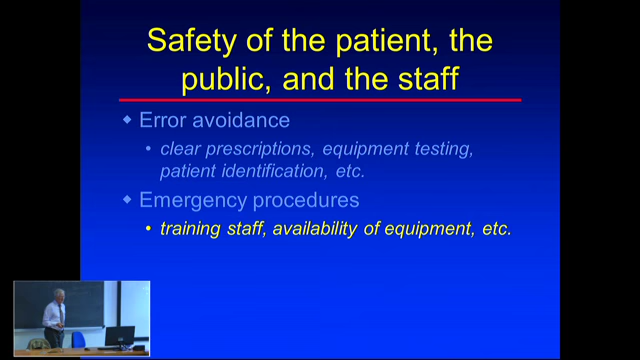 Safety of the patient, the
public, and the staff
Error avoidance
clear prescriptions, equipment testing,
patient identification, etc.
Emergency procedures
training staff, availability of equipment, etc.